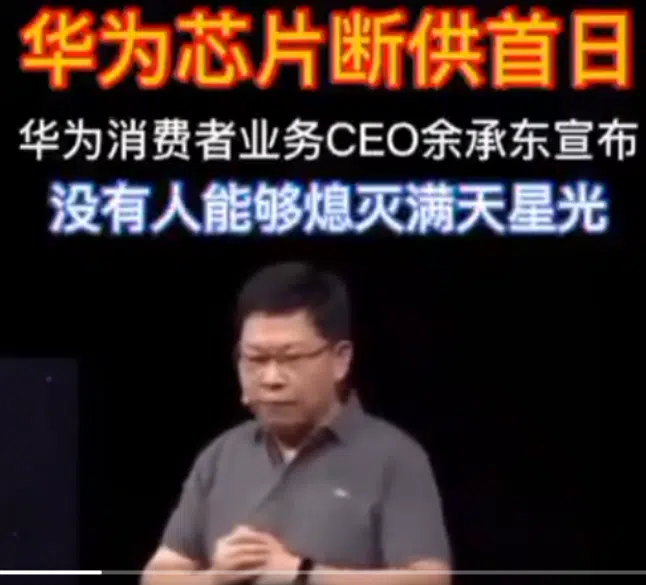 华为芯片断供首日
华为消费者业务CEO余承东宣布
没有人能够熄灭满天星光